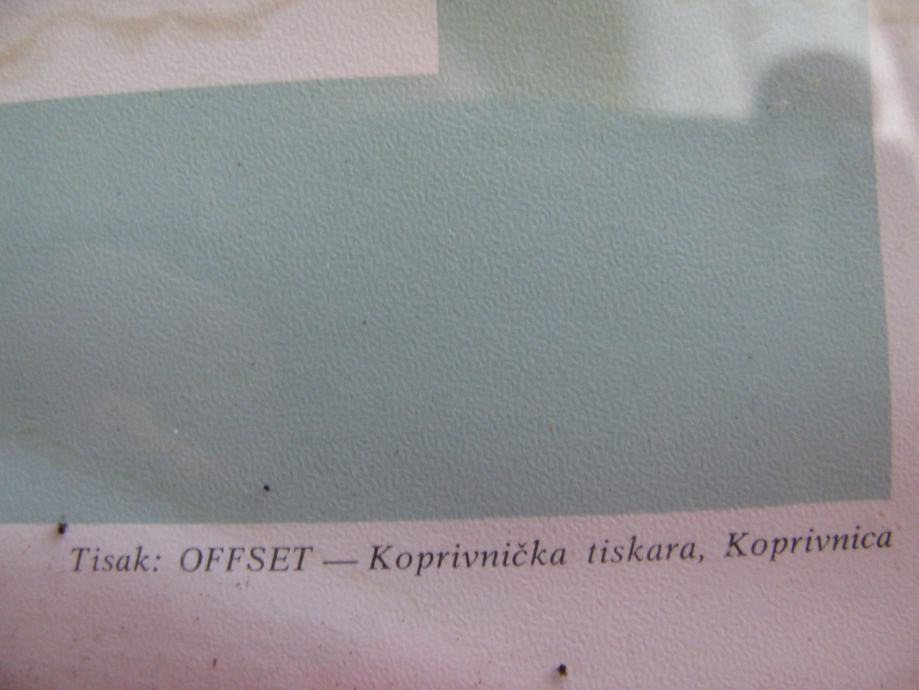 Tisak: OFFSET — Koprivnička tiskara, Koprivnica